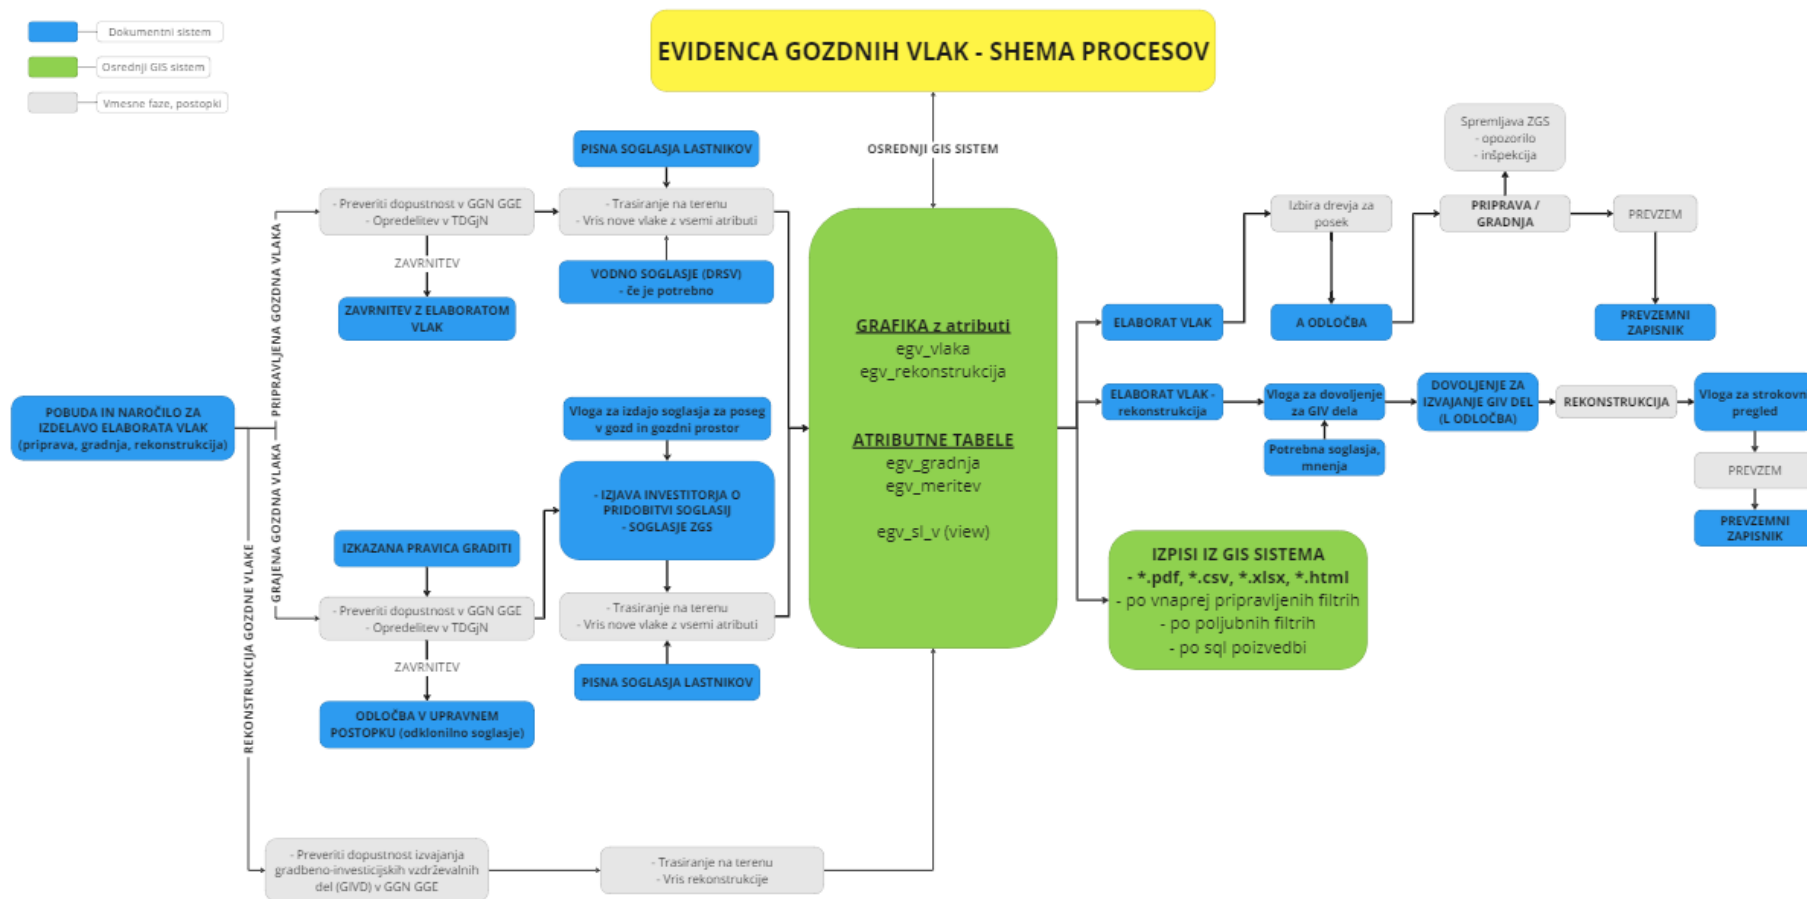 Dokumentni sistem
Osrednji GIS sistem
Vmesne faze, postopki
EVIDENCA GOZDNIH VLAK - SHEMA PROCESOV
OSREDNJI GIS SISTEM
POBUDA IN NAROČILO ZA
IZDELAVO ELABORATA VLAK
(priprava, gradnja, rekonstrukcija)
PRIPRAVLJENA GOZDNA VLAKA
GRAJENA GOZDNA VLAKA
REKONSTRUKCIJA GOZDNE VLAKE
PISNA SOGLASJA LASTNIKOV
- Preveriti dopustnost v GGN GGE
- Opredelitev v TDGjN
- Trasiranje na terenu
- Vris nove vlake z vsemi atributi
ZAVRNITEV
ZAVRNITEV Z ELABORATOM
VLAK
VODNO SOGLASJE (DRSV)
- če je potrebno
Vloga za izdajo soglasja za poseg
v gozd in gozdni prostor
- IZJAVA INVESTITORJA O
PRIDOBITVI SOGLASIJ
- SOGLASJE ZGS
IZKAZANA PRAVICA GRADITI
- Preveriti dopustnost v GGN GGE
- Opredelitev v TDGjN
- Trasiranje na terenu
- Vris nove vlake z vsemi atributi
ZAVRNITEV
PISNA SOGLASJA LASTNIKOV
ODLOČBA V UPRAVNEM
POSTOPKU (odklonilno soglasje)
- Preveriti dopustnost izvajanja
gradbeno-investicijskih vzdrževalnih
del (GIVD) v GGN GGE
- Trasiranje na terenu
- Vris rekonstrukcije
GRAFIKA z atributi
egv_vlaka
egv_rekonstrukcija
ATRIBUTNE TABELE
egv_gradnja
egv_meritev
egv_sl_v (view)
Spremljava ZGS
- opozorilo
- inšpekcija
Izbira drevja za
posek
PRIPRAVA /
GRADNJA
PREVZEM
ELABORAT VLAK
A ODLOČBA
PREVZEMNI
ZAPISNIK
ELABORAT VLAK -
rekonstrukcija
Vloga za dovoljenje
za GIV dela
DOVOLJENJE ZA
IZVAJANJE GIV DEL
(L ODLOČBA)
REKONSTRUKCIJA
Vloga za strokovn
pregled
Potrebna soglasja,
mnenja
PREVZEM
PREVZEMNI
ZAPISNIK
IZPISI IZ GIS SISTEMA
- *.pdf, *.csv, *.xlsx, *.html
- po vnaprej pripravljenih filtrih
- po poljubnih filtrih
- po sql poizvedbi